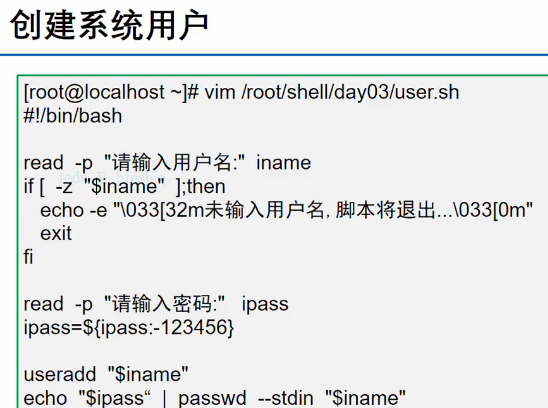 创建系统用户
[root@localhost ~]# vim /root/shell/day03/user.sh
#!/bin/bash
read -p "请输入用户名:" iname
if [ -z "$iname" ];then
echo -e "\033[32m未输入用户名, 脚本将退出...\033[0m"
exit
fi
read -p "请输入密码:" ipass
ipass=${ipass:-123456}
useradd "$iname"
echo "$ipass“ | passwd --stdin "$iname"